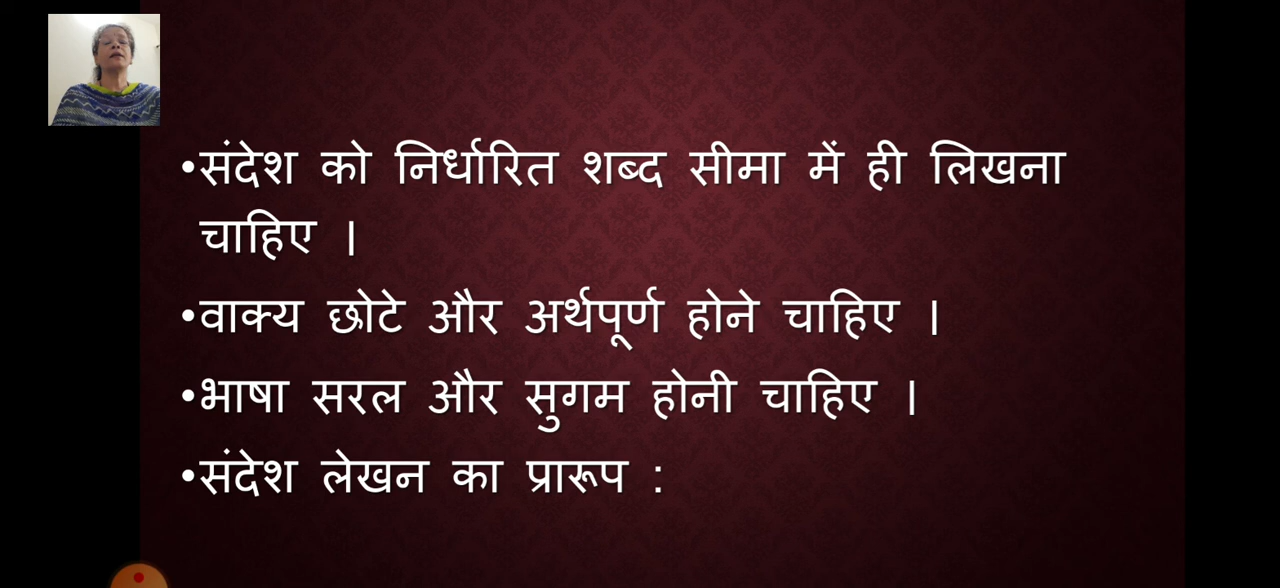 •संदेश को निर्धारित शब्द सीमा में ही लिखना
चाहिए ।
•वाक्य छोटे और अर्थपूर्ण होने चाहिए ।
•भाषा सरल और सुगम होनी चाहिए ।
•संदेश लेखन का प्रारूप :